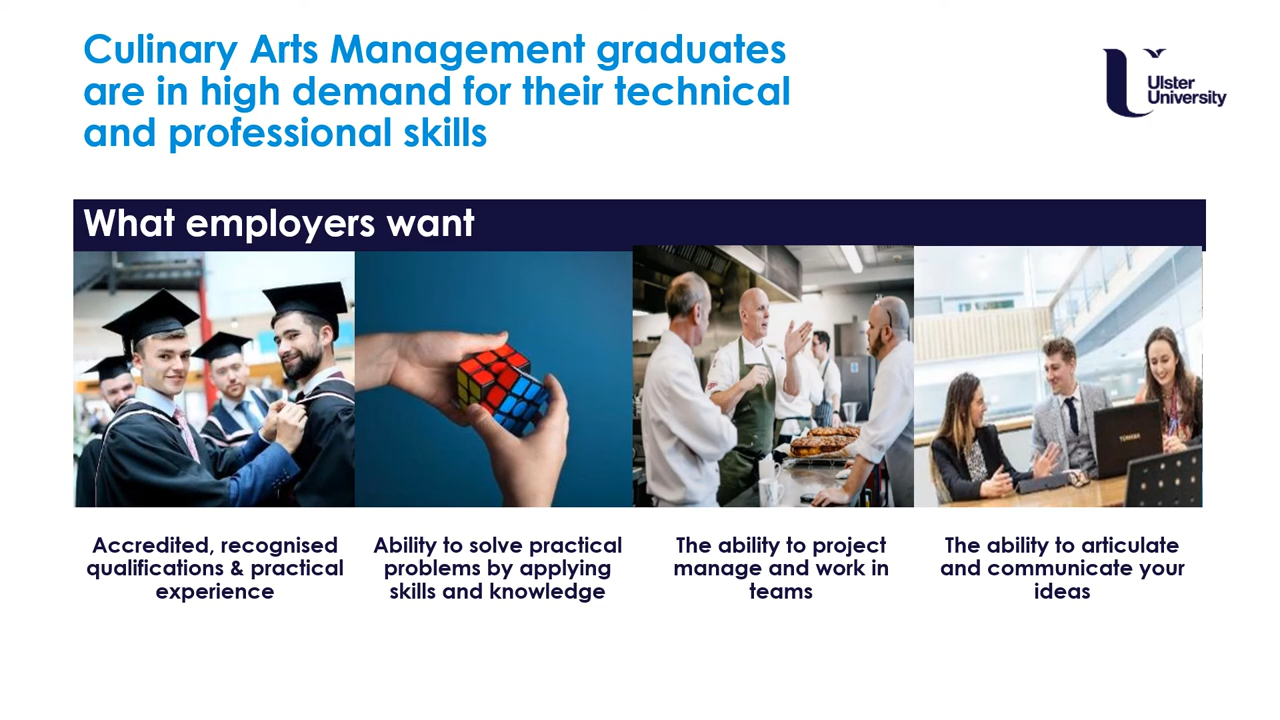 Culinary Arts Management graduates
are in high demand for their technical
and professional skills
Ulster
University
What employers want
TOSHIBA
Accredited, recognised
qualifications & practical
experience
Ability to solve practical
problems by applying
skills and knowledge
The ability to project
manage and work in
teams
The ability to articulate
and communicate your
ideas